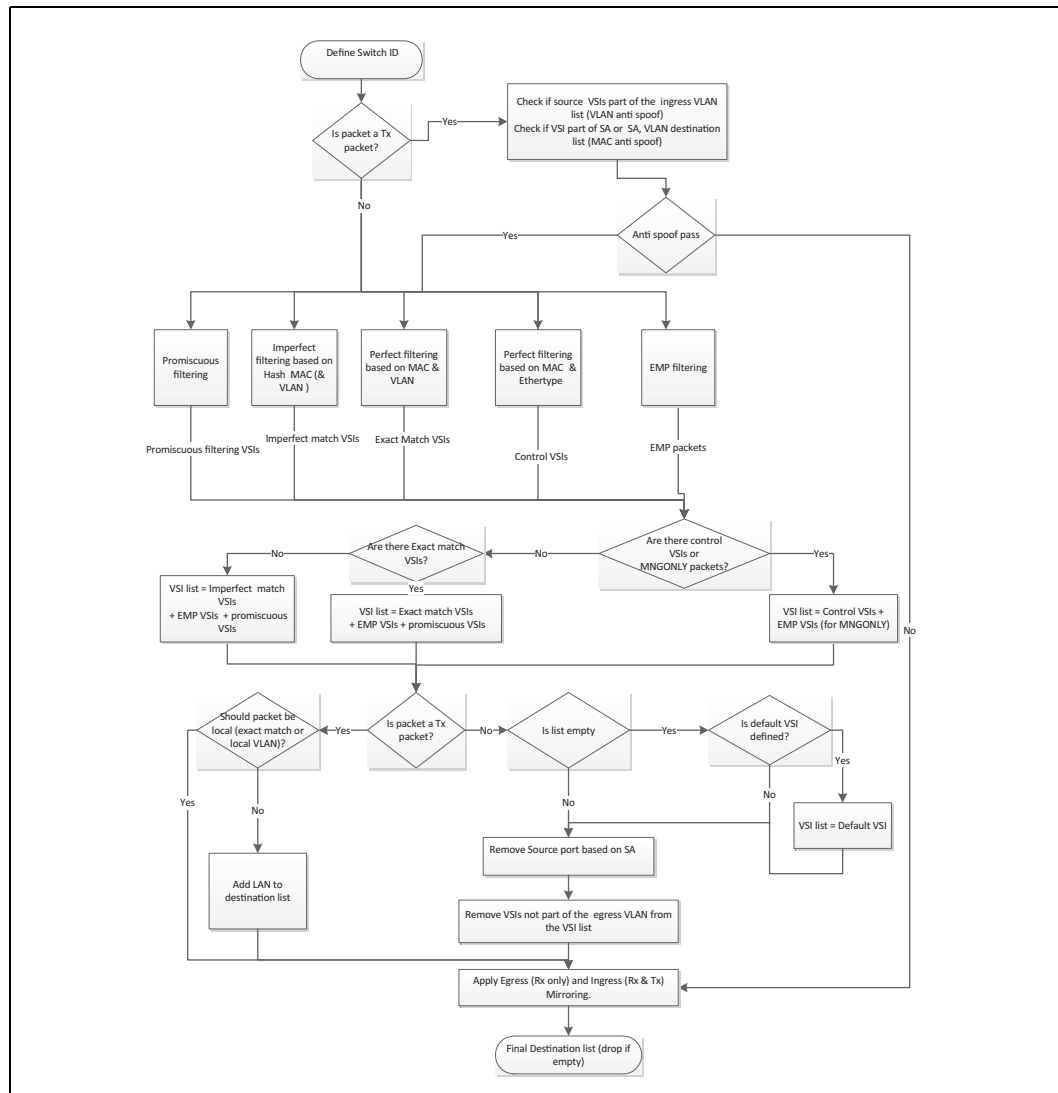 Define Switch ID
Is packet a Tx
packet?
Yes
Check if source VSIs part of the ingress VLAN
list (VLAN anti spoof)
Check if VSI part of SA or SA, VLAN destination
list (MAC anti spoof)
No
Yes
Anti spoof pass
Promiscuous
filtering
Imperfect
filtering based on
Hash MAC (&
VLAN )
Perfect filtering
based on MAC &
VLAN
Perfect filtering
based on MAC &
Ethertype
EMP filtering
Promiscuous filtering VSIs
Imperfect match VSIs
Exact Match VSIs
Control VSIs
EMP packets
Are there Exact match
VSIs?
No
No
Are there control
VSIs or
MNGONLY packets?
Yes
Yes
VSI list = Imperfect match
VSIs
+ EMP VSIs + promiscuous
VSIs
VSI list = Exact match VSIs
+ EMP VSIs + promiscuous VSIs
VSI list = Control VSIs +
EMP VSIs (for MNGONLY)
No
Should packet be
local (exact match or
local VLAN)?
Yes
Is packet a Tx
packet?
No
Is list empty
Yes
Is default VSI
defined?
Yes
Yes
No
No
No
VSI list = Default VSI
Remove Source port based on SA
Add LAN to
destination list
Remove VSIs not part of the egress VLAN from
the VSI list
Apply Egress (Rx only) and Ingress (Rx & Tx)
Mirroring.
Final Destination list (drop if
empty)